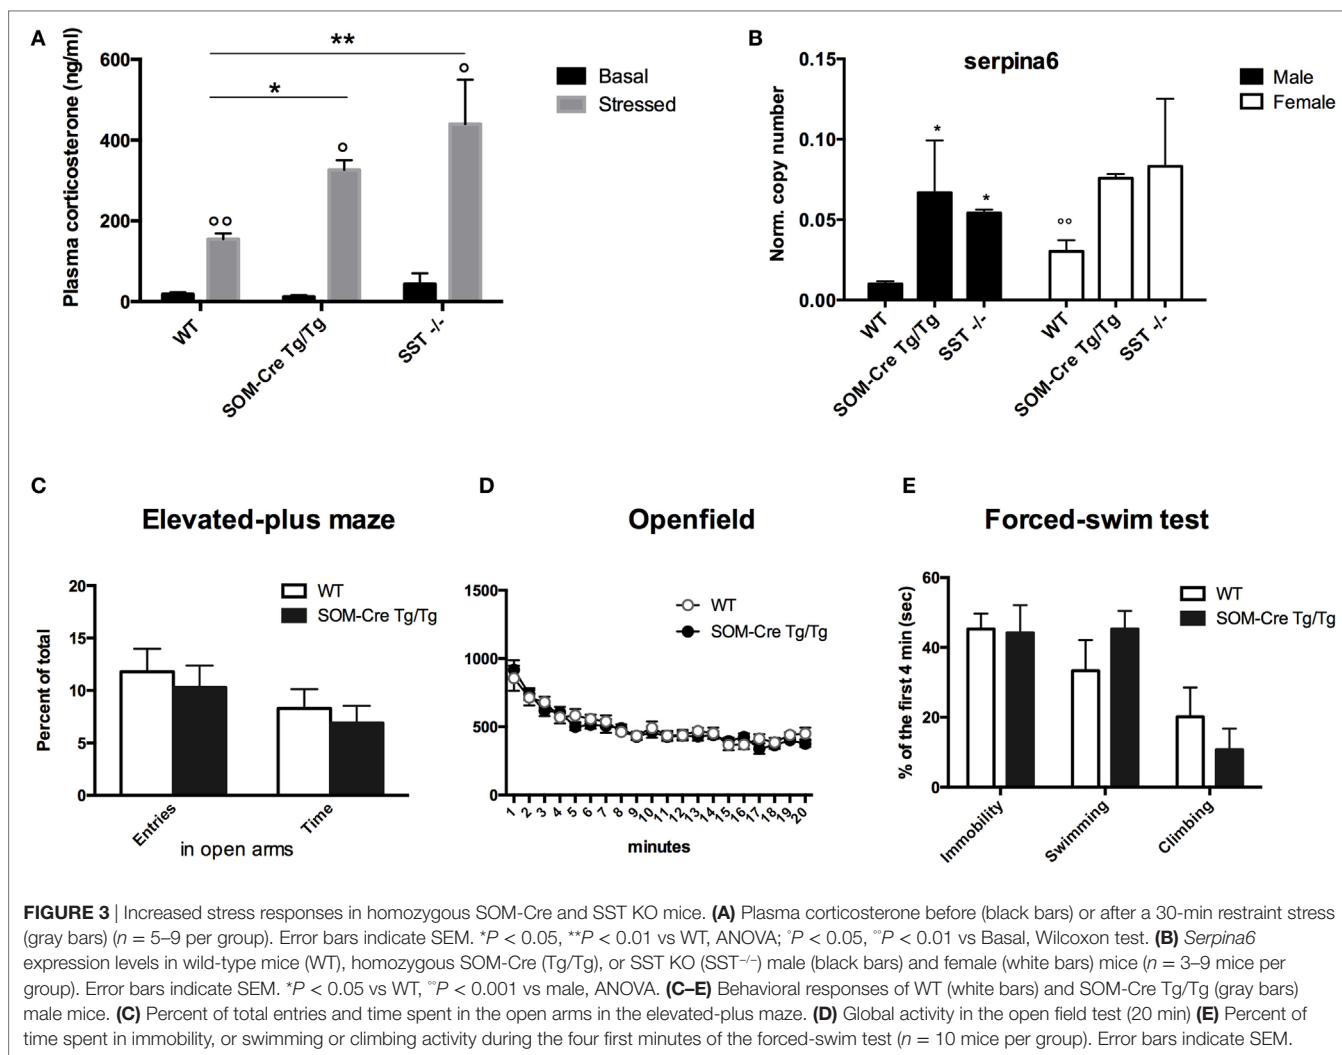 A
Plasma corticosterone (ng/ml)
600
400
200
0
**
*
°
°
°°
Basal
Stressed
WT
SOM-Cre Tg/Tg
SST -/-
B
serpina6
Norm. copy number
0.15
0.10
0.05
0.00
*
*
°°
Male
Female
WT
SOM-Cre Tg/Tg
SST -/-
WT
SOM-Cre Tg/Tg
SST -/-
C
Elevated-plus maze
Percent of total
20
15
10
5
0
WT
SOM-Cre Tg/Tg
Entries
Time
in open arms
D
Openfield
1500
1000
500
0
WT
SOM-Cre Tg/Tg
1 2 3 4 5 6 7 8 9 10 11 12 13 14 15 16 17 18 19 20
minutes
E
Forced-swim test
% of the first 4 min (sec)
60
40
20
0
WT
SOM-Cre Tg/Tg
Immobility
Swimming
Climbing
FIGURE 3 | Increased stress responses in homozygous SOM-Cre and SST KO mice. (A) Plasma corticosterone before (black bars) or after a 30-min restraint stress
(gray bars) (n = 5–9 per group). Error bars indicate SEM. *P < 0.05, **P < 0.01 vs WT, ANOVA; °P < 0.05, °°P < 0.01 vs Basal, Wilcoxon test. (B) Serpina6
expression levels in wild-type mice (WT), homozygous SOM-Cre (Tg/Tg), or SST KO (SST−/−) male (black bars) and female (white bars) mice (n = 3–9 mice per
group). Error bars indicate SEM. *P < 0.05 vs WT, °°P < 0.001 vs male, ANOVA. (C–E) Behavioral responses of WT (white bars) and SOM-Cre Tg/Tg (gray bars)
male mice. (C) Percent of total entries and time spent in the open arms in the elevated-plus maze. (D) Global activity in the open field test (20 min) (E) Percent of
time spent in immobility, or swimming or climbing activity during the four first minutes of the forced-swim test (n = 10 mice per group). Error bars indicate SEM.